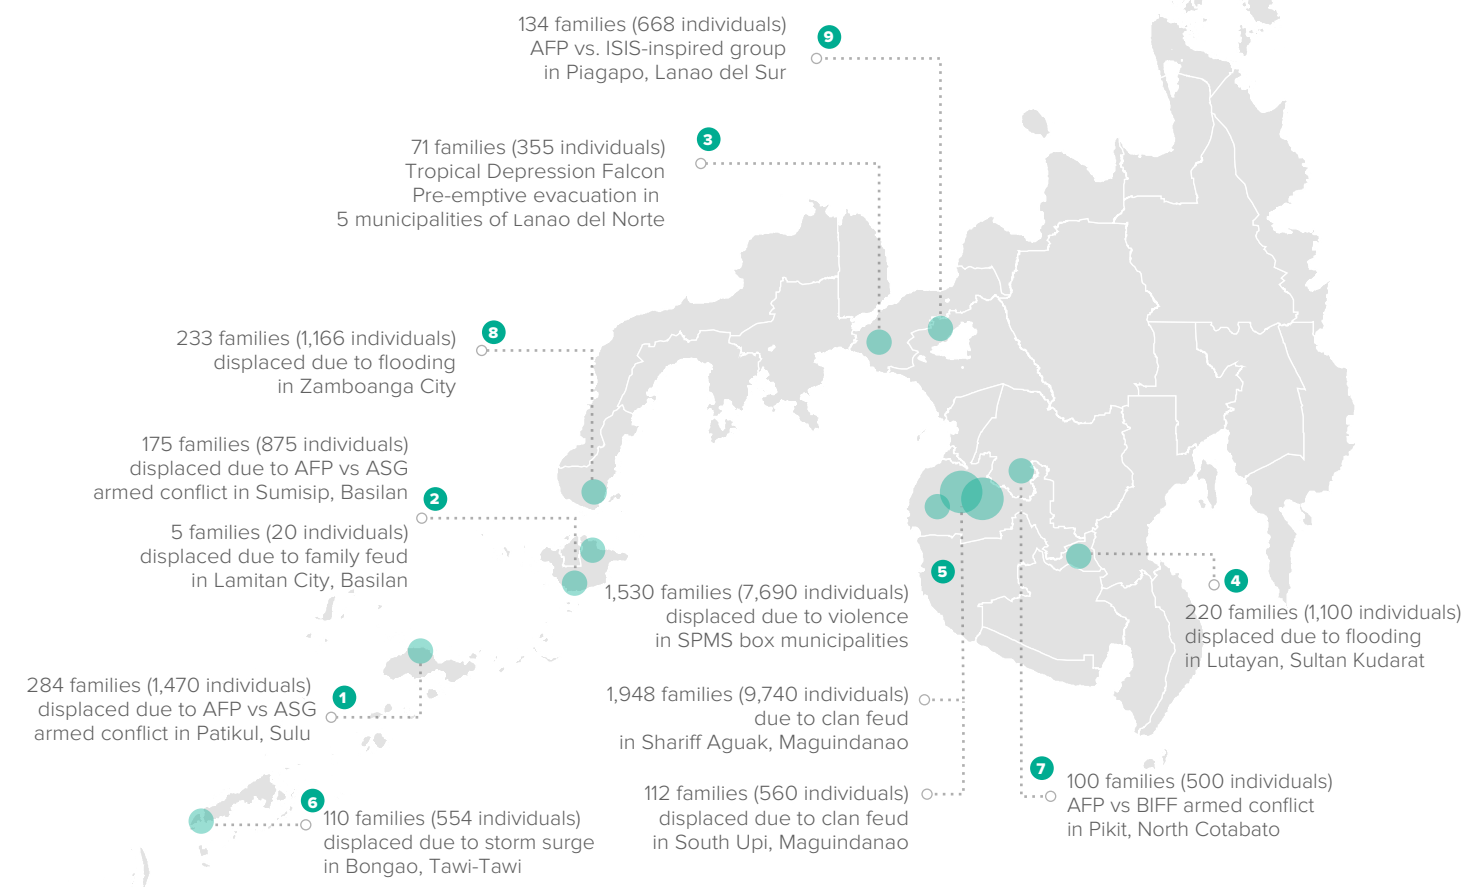 134 families (668 individuals)
AFP vs. ISIS-inspired group
in Piagapo, Lanao del Sur
9
71 families (355 individuals)
Tropical Depression Falcon
Pre-emptive evacuation in
5 municipalities of Lanao del Norte
3
233 families (1,166 individuals)
displaced due to flooding
in Zamboanga City
8
175 families (875 individuals)
displaced due to AFP vs ASG
armed conflict in Sumisip, Basilan
2
5 families (20 individuals)
displaced due to family feud
in Lamitan City, Basilan
5
1,530 families (7,690 individuals)
displaced due to violence
in SPMS box municipalities
4
220 families (1,100 individuals)
displaced due to flooding
in Lutayan, Sultan Kudarat
284 families (1,470 individuals)
displaced due to AFP vs ASG
armed conflict in Patikul, Sulu
1
1,948 families (9,740 individuals)
due to clan feud
in Shariff Aguak, Maguindanao
7
100 families (500 individuals)
AFP vs BIFF armed conflict
in Pikit, North Cotabato
112 families (560 individuals)
displaced due to clan feud
in South Upi, Maguindanao
6
110 families (554 individuals)
displaced due to storm surge
in Bongao, Tawi-Tawi